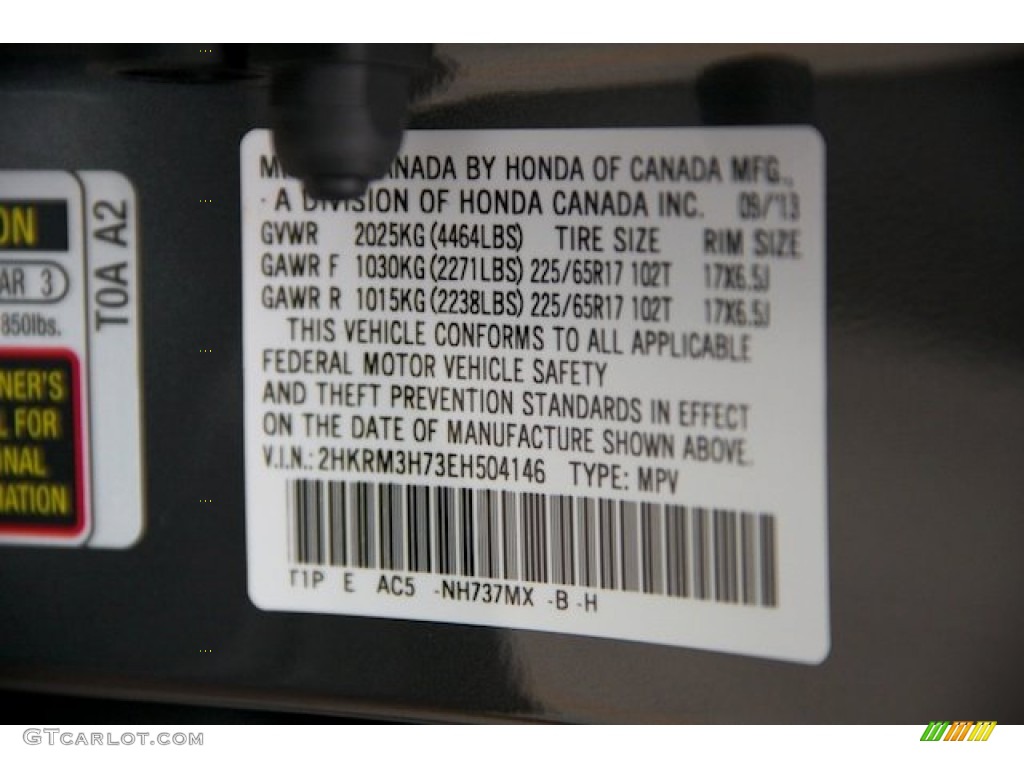 ON
AR 3
850lbs.
NER'S
L FOR
NAL
ATION
T0A A2
CANADA BY HONDA OF CANADA MFG.,
A DIVISION OF HONDA CANADA INC. 09/'13
GVWR 2025KG (4464LBS) TIRE SIZE RIM SIZE
GAWR F 1030KG (2271LBS) 225/65R17 102T 17X6.5J
GAWR R 1015KG (2238LBS) 225/65R17 102T 17X6.5J
THIS VEHICLE CONFORMS TO ALL APPLICABLE
FEDERAL MOTOR VEHICLE SAFETY
AND THEFT PREVENTION STANDARDS IN EFFECT
ON THE DATE OF MANUFACTURE SHOWN ABOVE.
V.I.N.: 2HKRM3H73EH504146 TYPE: MPV
T1P E AC5 -NH737MX -B -H
GTCARLOT.COM